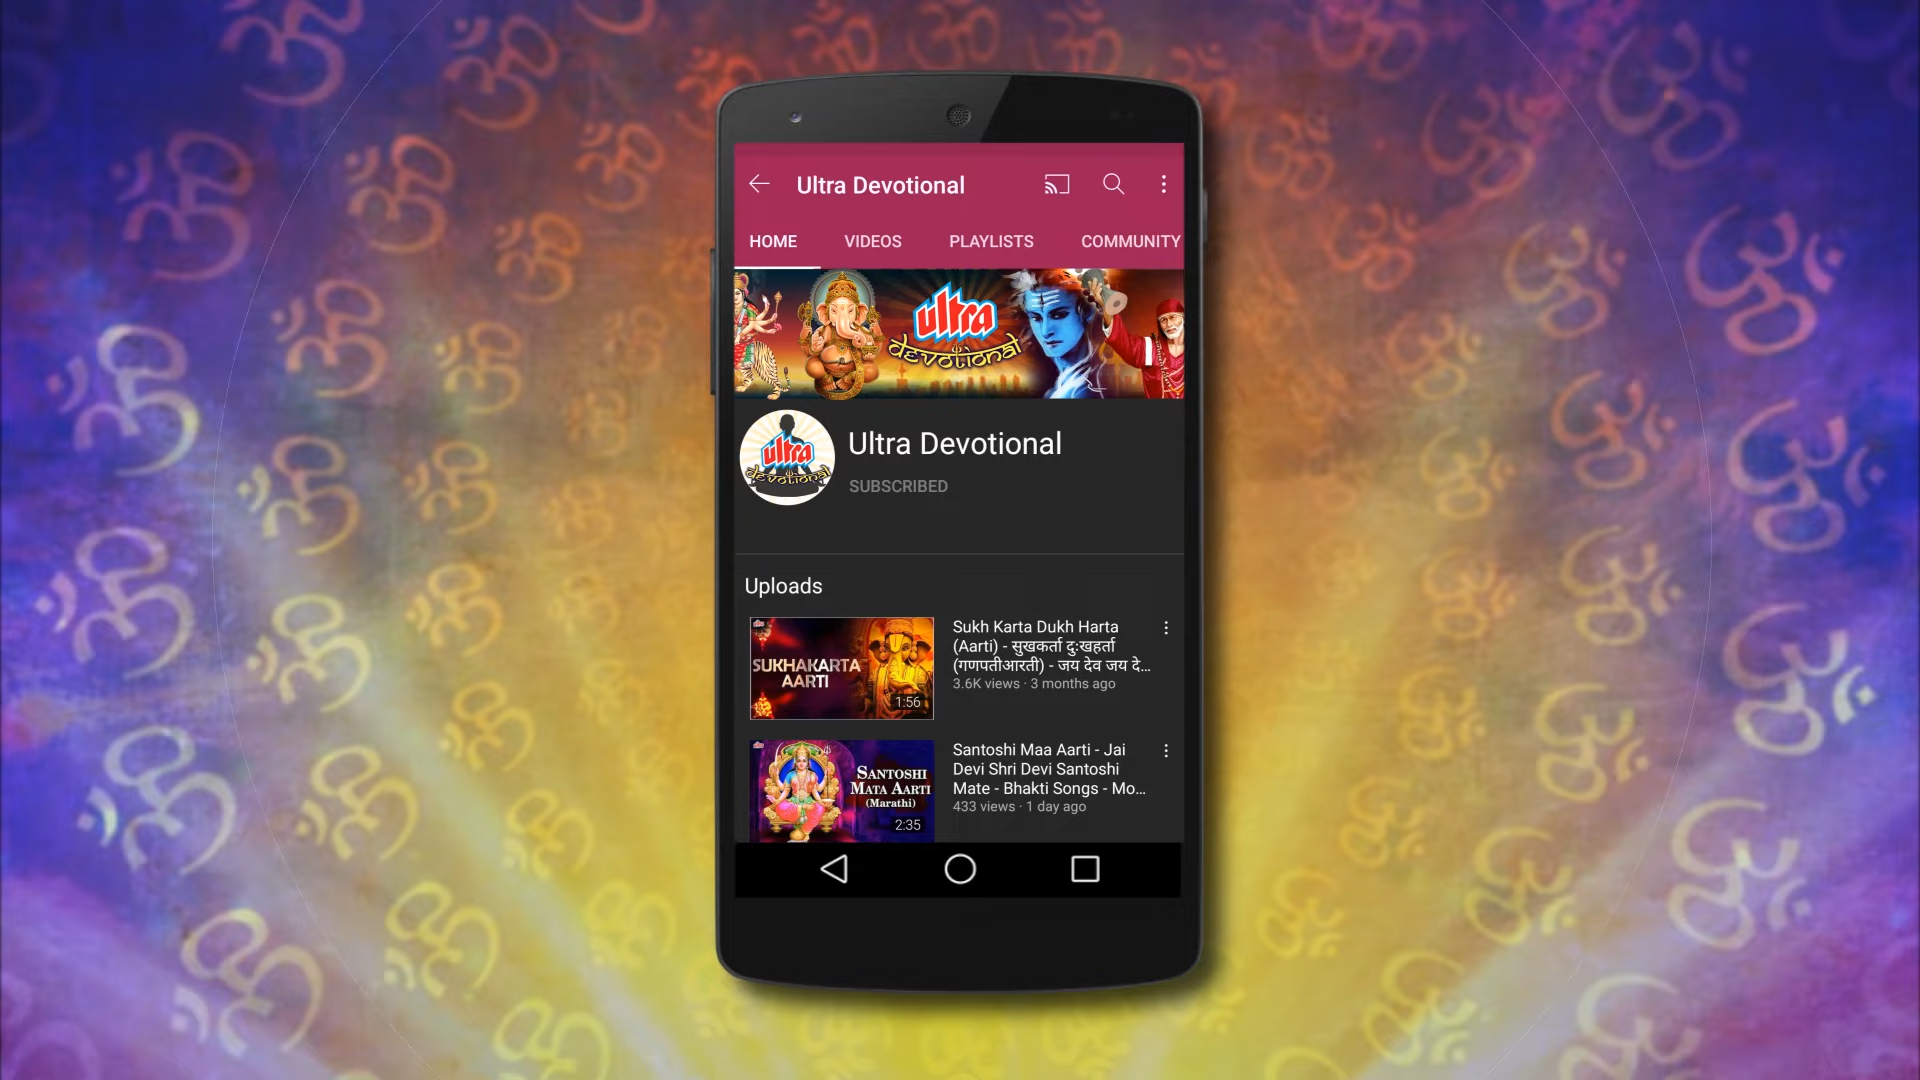 Ultra Devotional
HOME VIDEOS PLAYLISTS COMMUNITY
ultra
devotional
ultra
devotional
Ultra Devotional
SUBSCRIBED
Uploads
SUKHAKARTA
AARTI
1:56
Sukh Karta Dukh Harta
(Aarti) - सुखकर्ता दुःखहर्ता
(गणपतीआरती) - जय देव जय दे...
3.6K views · 3 months ago
SANTOSHI
MATA AARTI
(Marathi)
2:35
Santoshi Maa Aarti - Jai
Devi Shri Devi Santoshi
Mate - Bhakti Songs - Mo...
433 views · 1 day ago